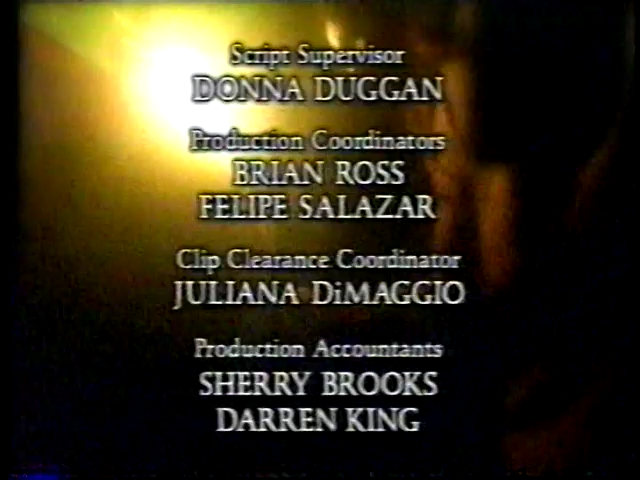 Script Supervisor
DONNA DUGGAN
Production Coordinators
BRIAN ROSS
FELIPE SALAZAR
Clip Clearance Coordinator
JULIANA DiMAGGIO
Production Accountants
SHERRY BROOKS
DARREN KING